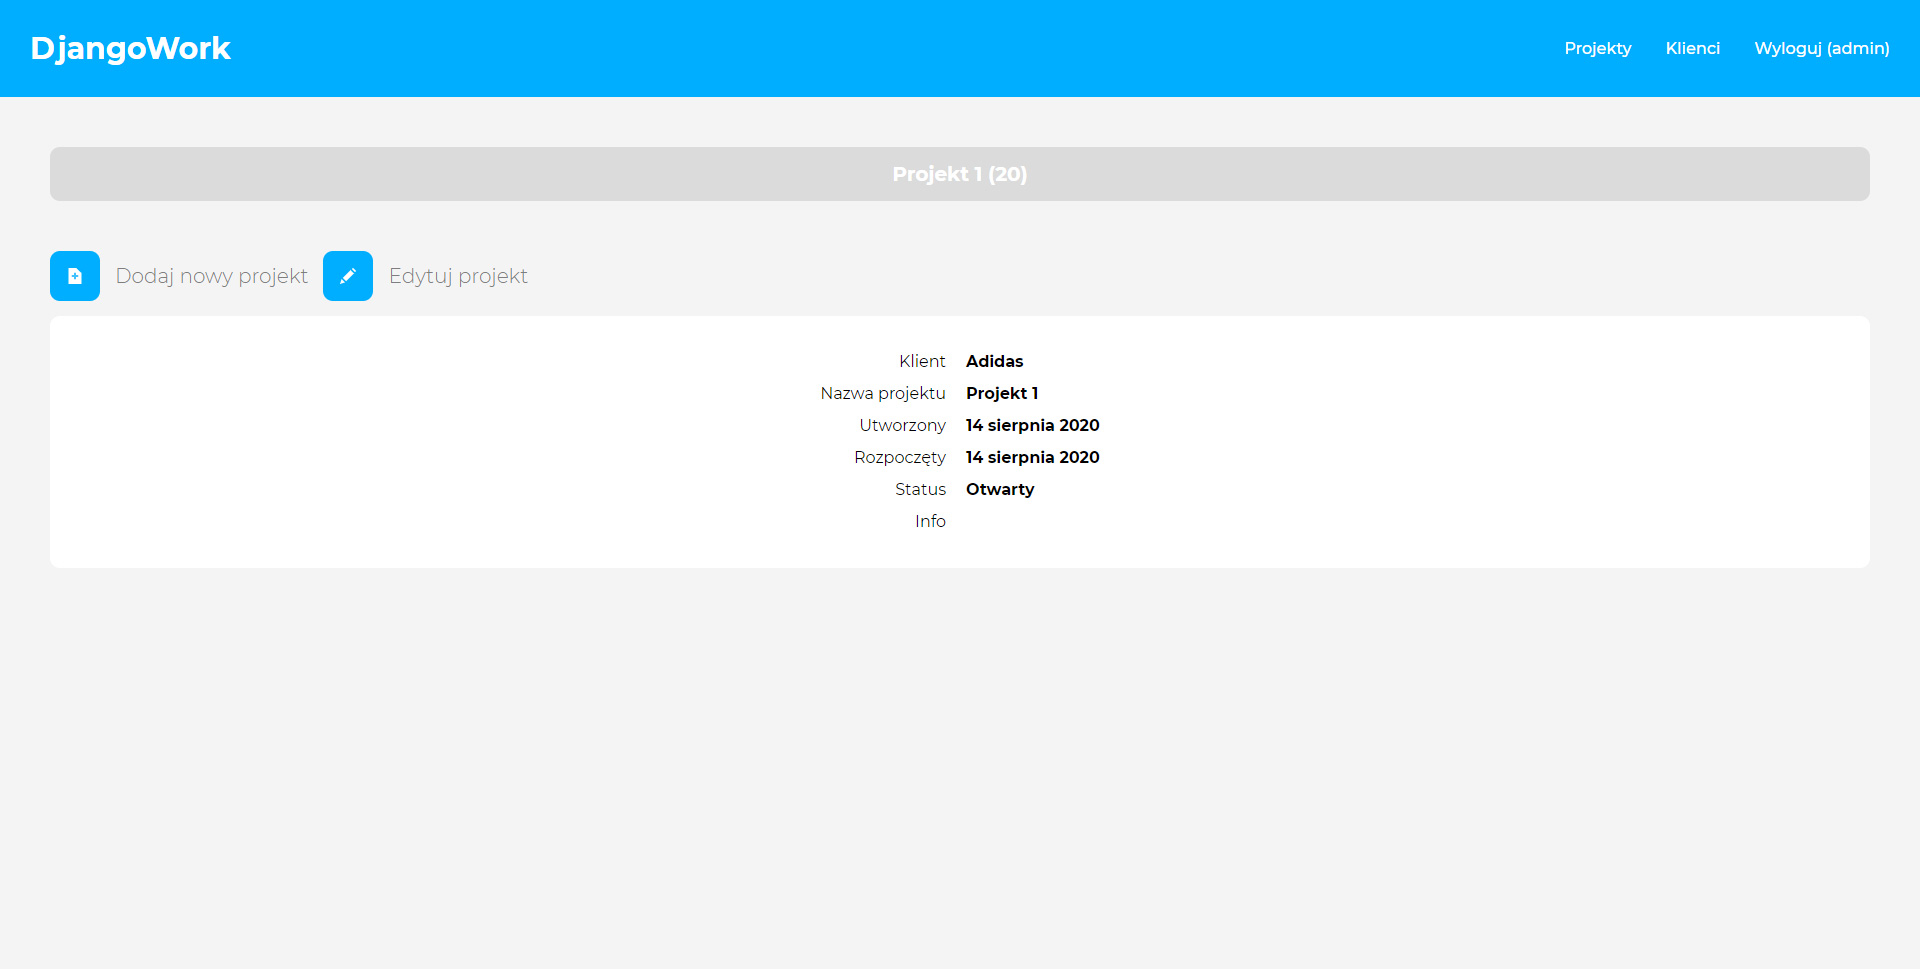 DjangoWork
Projekty Klienci Wyloguj (admin)
Projekt 1 (20)
Dodaj nowy projekt Edytuj projekt
Klient Adidas
Nazwa projektu Projekt 1
Utworzony 14 sierpnia 2020
Rozpoczęty 14 sierpnia 2020
Status Otwarty
Info